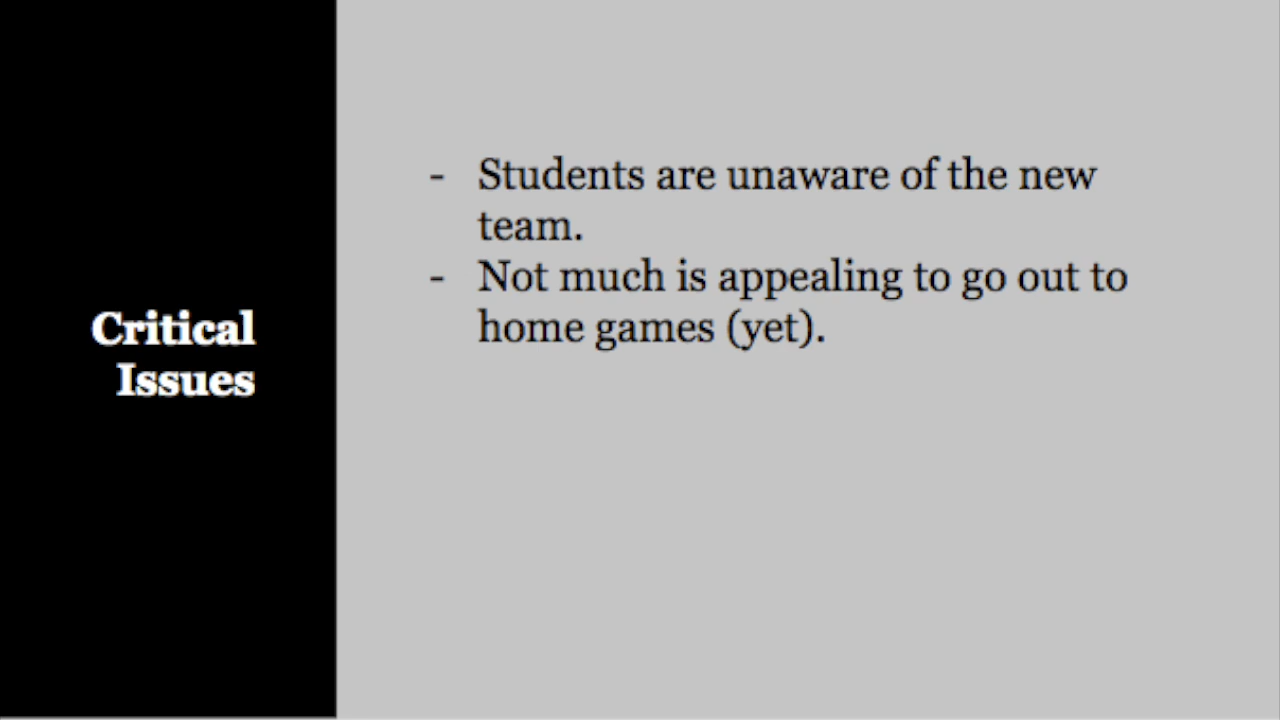 Critical
Issues
- Students are unaware of the new
team.
- Not much is appealing to go out to
home games (yet).